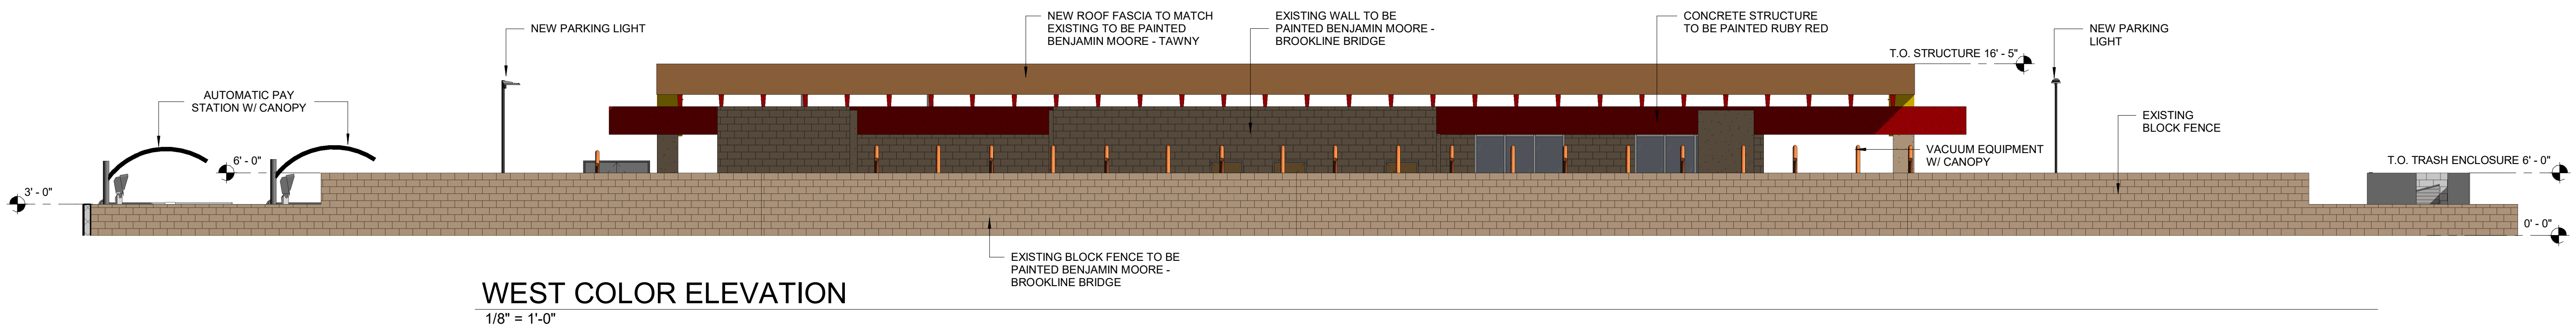 NEW PARKING LIGHT
NEW ROOF FASCIA TO MATCH
EXISTING TO BE PAINTED
BENJAMIN MOORE - TAWNY
EXISTING WALL TO BE
PAINTED BENJAMIN MOORE -
BROOKLINE BRIDGE
CONCRETE STRUCTURE
TO BE PAINTED RUBY RED
NEW PARKING
LIGHT
T.O. STRUCTURE 16' - 5"
AUTOMATIC PAY
STATION W/ CANOPY
EXISTING
BLOCK FENCE
VACUUM EQUIPMENT
W/ CANOPY
6' - 0"
T.O. TRASH ENCLOSURE 6' - 0"
3' - 0"
0' - 0"
EXISTING BLOCK FENCE TO BE
PAINTED BENJAMIN MOORE -
BROOKLINE BRIDGE
WEST COLOR ELEVATION
1/8" = 1'-0"